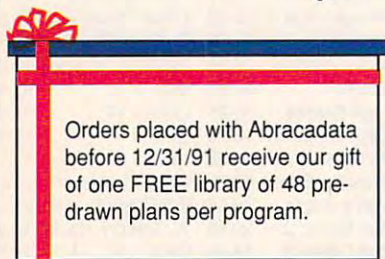 Orders placed with Abracadata
before 12/31/91 receive our gift
of one FREE library of 48 pre-
drawn plans per program.